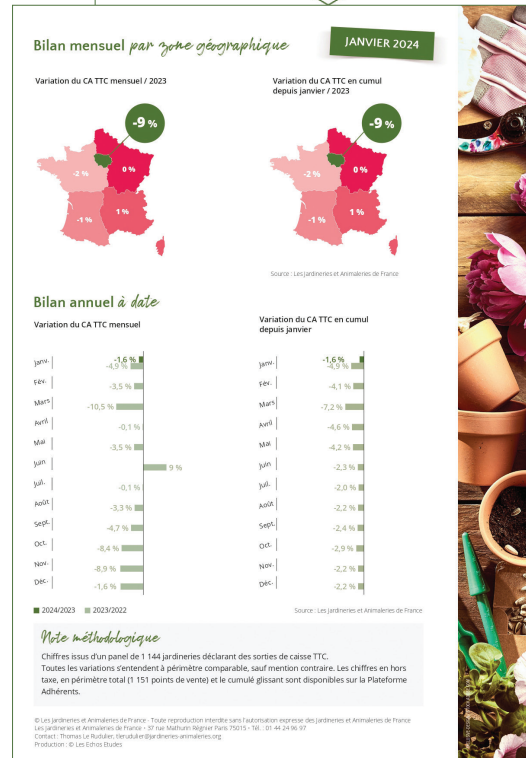 Bilan mensuel par zone géographique
JANVIER 2024
Variation du CA TTC mensuel / 2023
Variation du CA TTC en cumul
depuis janvier / 2023
-9 %
-2 %
0 %
-1 %
1 %
-9 %
-2 %
0 %
-1 %
1 %
Source : Les Jardineries et Animaleries de France
Bilan annuel à date
Variation du CA TTC mensuel
Janv.
-1,6 %
-4,9 %
Fév.
-3,5 %
Mars
-10,5 %
Avril
-0,1 %
Mai
-3,5 %
Juin
9 %
Juil.
-0,1 %
Août
-3,3 %
Sept.
-4,7 %
Oct.
-8,4 %
Nov.
-8,9 %
Déc.
-1,6 %
2024/2023
2023/2022
Variation du CA TTC en cumul
depuis janvier
Janv.
-1,6 %
-4,9 %
Fév.
-4,1 %
Mars
-7,2 %
Avril
-4,6 %
Mai
-4,2 %
Juin
-2,3 %
Juil.
-2,0 %
Août
-2,2 %
Sept.
-2,4 %
Oct.
-2,9 %
Nov.
-2,2 %
Déc.
-2,2 %
Source : Les Jardineries et Animaleries de France
Note méthodologique
Chiffres issus d'un panel de 1 144 jardineries déclarant des sorties de caisse TTC.
Toutes les variations s'entendent à périmètre comparable, sauf mention contraire. Les chiffres en hors
taxe, en périmètre total (1 151 points de vente) et le cumulé glissant sont disponibles sur la Plateforme
Adhérents.
© Les Jardineries et Animaleries de France - Toute reproduction interdite sans l'autorisation expresse des Jardineries et Animaleries de France
Les Jardineries et Animaleries de France • 37 rue Mathurin Régnier Paris 75015 • Tél. : 01 44 24 96 97
Contact : Thomas Le Rudulier, tlerudulier@jardineries-animaleries.org
Production : © Les Echos Etudes